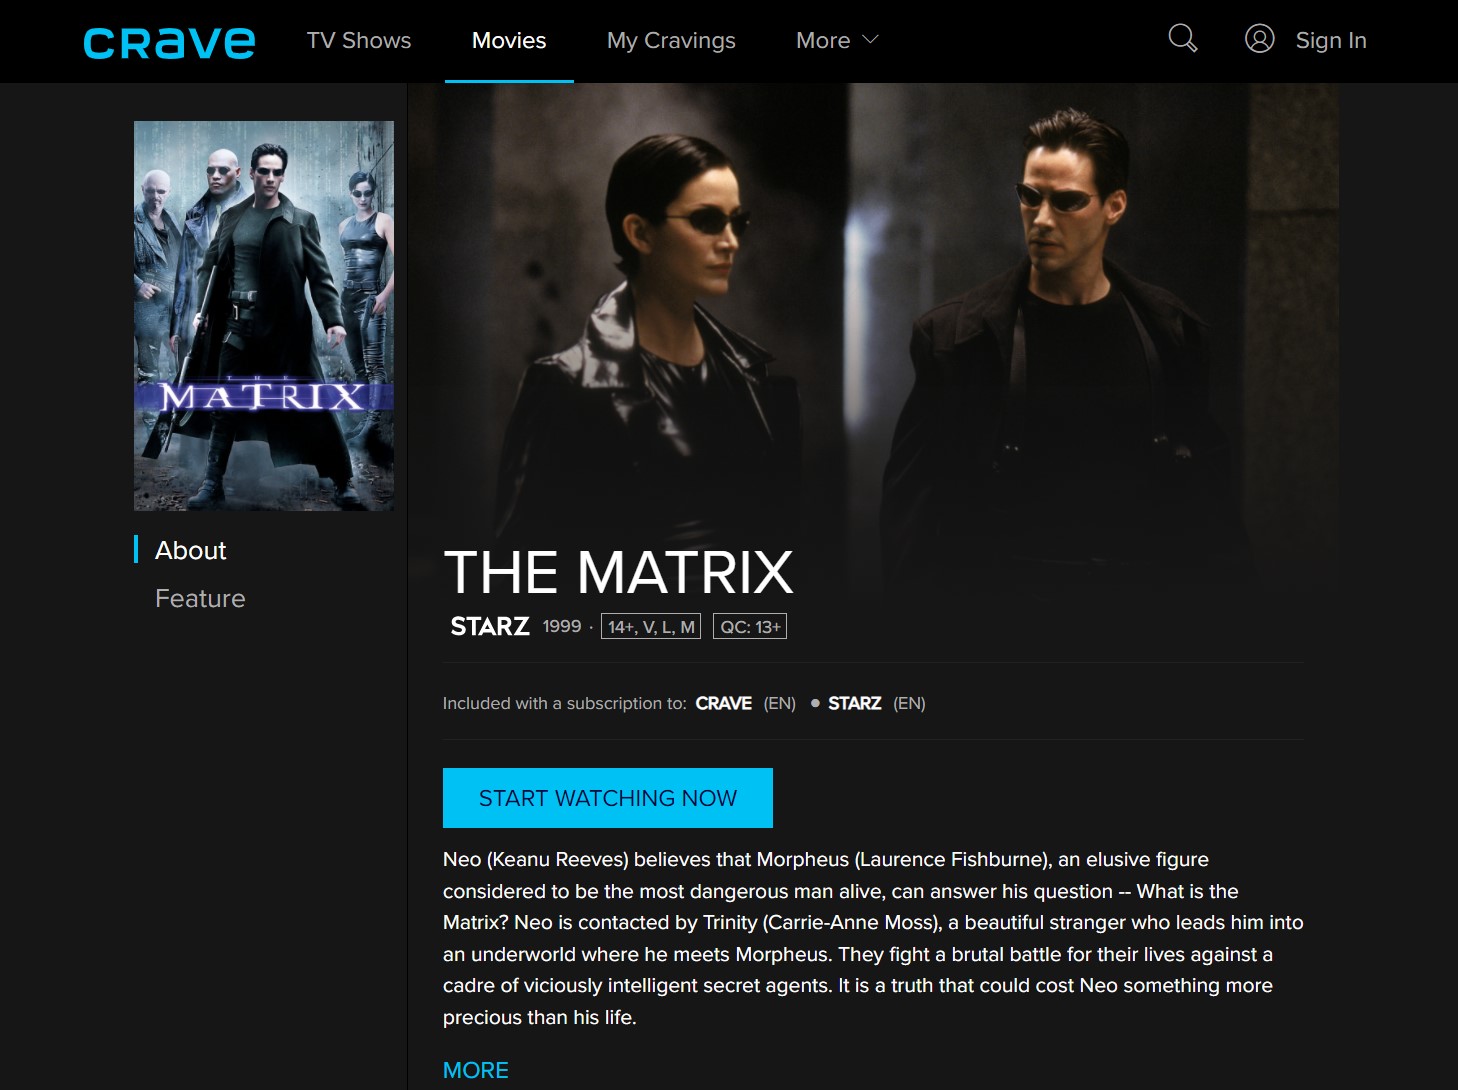 CRAVE
TV Shows
Movies
My Cravings
More
Sign In
THE
MATRIX
About
Feature
THE MATRIX
STARZ 1999 · 14+, V, L, M QC: 13+
Included with a subscription to: CRAVE (EN) • STARZ (EN)
START WATCHING NOW
Neo (Keanu Reeves) believes that Morpheus (Laurence Fishburne), an elusive figure
considered to be the most dangerous man alive, can answer his question -- What is the
Matrix? Neo is contacted by Trinity (Carrie-Anne Moss), a beautiful stranger who leads him into
an underworld where he meets Morpheus. They fight a brutal battle for their lives against a
cadre of viciously intelligent secret agents. It is a truth that could cost Neo something more
precious than his life.
MORE